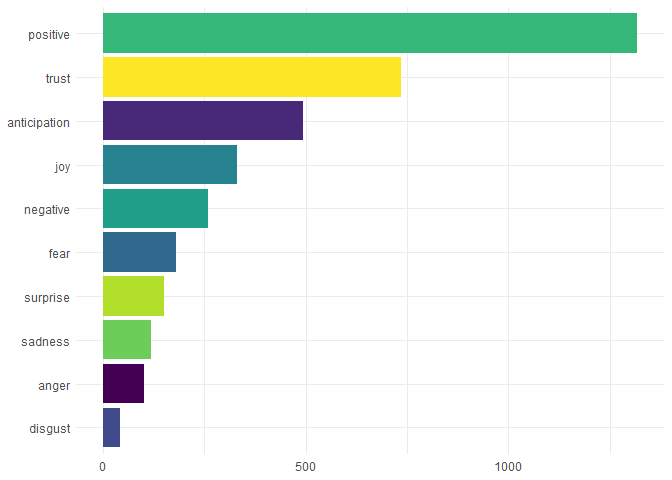 positive
trust
anticipation
joy
negative
fear
surprise
sadness
anger
disgust
0 500 1000